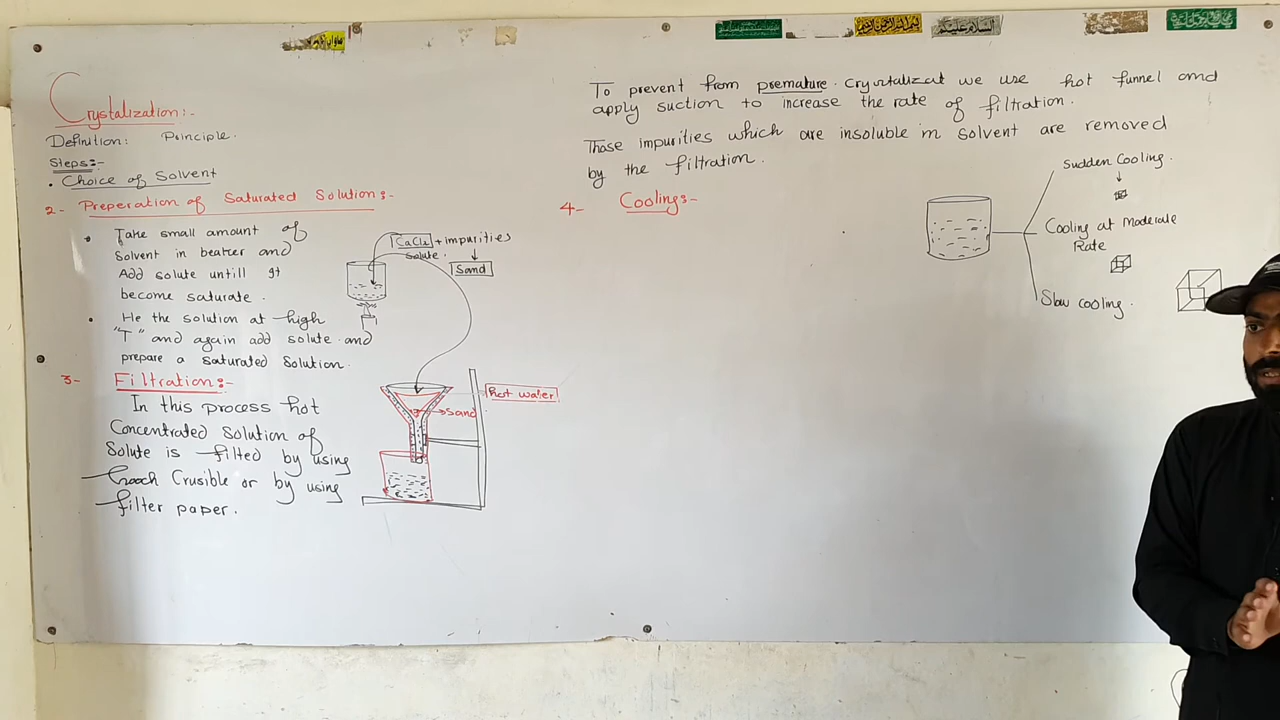 Crystalization:-
Definition: Principle.
Steps:-
• Choice of Solvent
2- Preperation of Saturated Solution:-
• Take small amount of
Solvent in beaker and
Add solute untill It
become saturate.
• He the solution at high
"T" and again add solute and
prepare a saturated Solution.
CaCl₂ + impurities
Solute.
Sand
3- Filtration:-
In this process hot
Concentrated Solution of
Solute is filted by using
Gooch Crusible or by using
filter paper.
hot water
Sand
To prevent from premature. Crystalizat we use hot funnel and
apply suction to increase the rate of filtration.
Those impurities which are insoluble in Solvent are removed
by the filtration.
4- Cooling:-
Sudden Cooling.
Cooling at Moderate
Rate
Slow cooling.
السلام علیکم